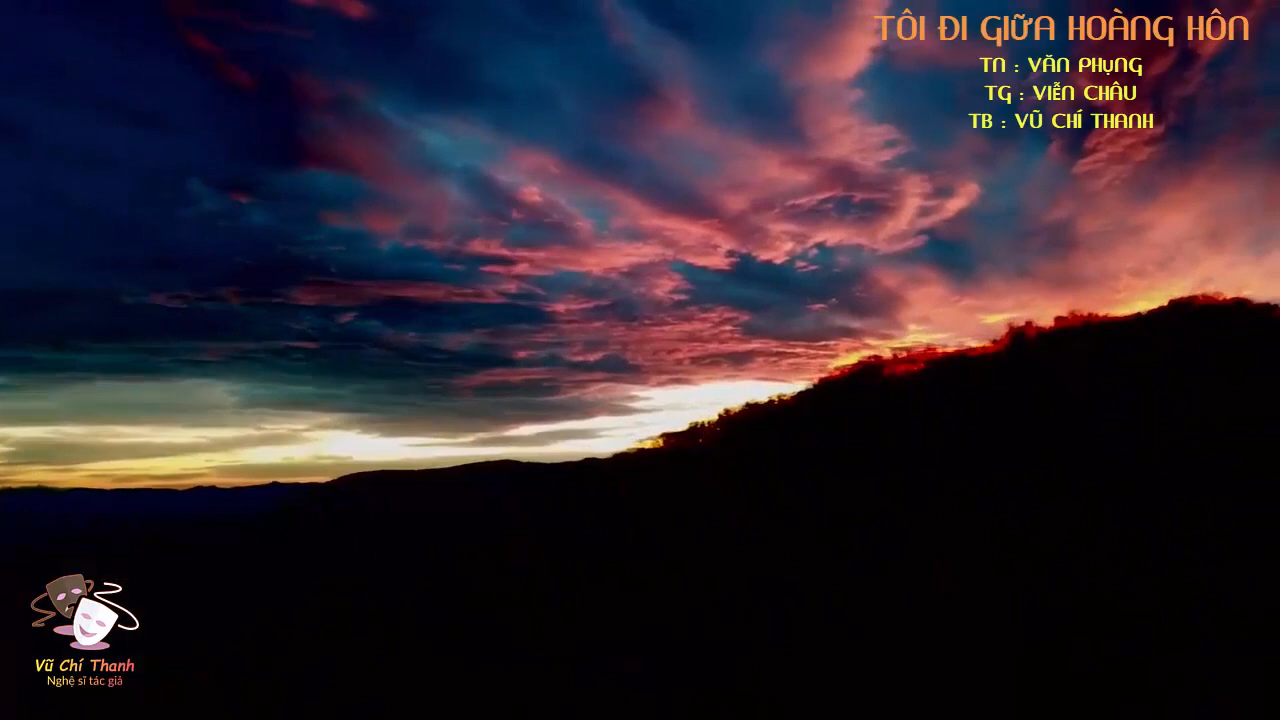 TÔI ĐI GIỮA HOÀNG HÔN
TN : VĂN PHỤNG
TG : VIỄN CHÂU
TB : VŨ CHÍ THANH
Vũ Chí Thanh
Nghệ sĩ tác giả